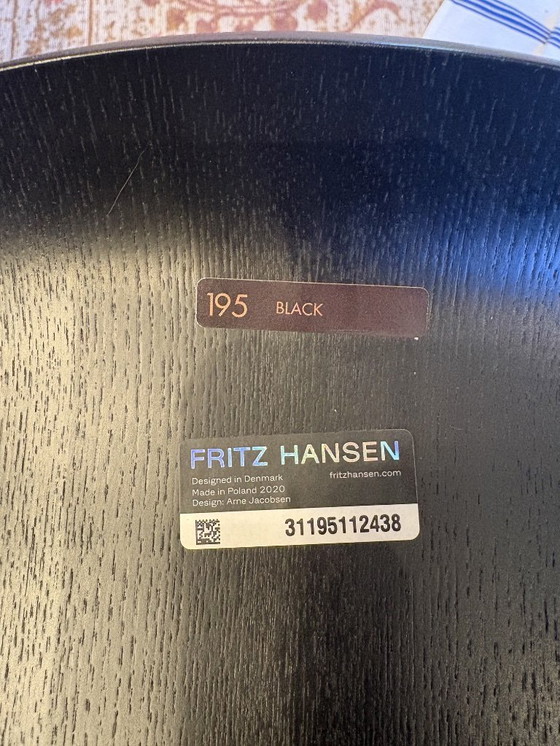 195 BLACK
FRITZ HANSEN
Designed in Denmark fritzhansen.com
Made in Poland 2020
Design: Arne Jacobsen
31195112438